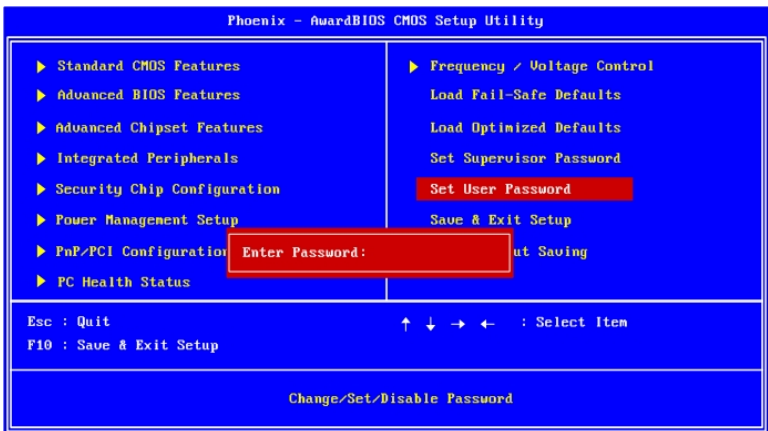 Phoenix - AwardBIOS CMOS Setup Utility
Standard CMOS Features
Advanced BIOS Features
Advanced Chipset Features
Integrated Peripherals
Security Chip Configuration
Power Management Setup
PnP/PCI Configuration
PC Health Status
Frequency / Voltage Control
Load Fail-Safe Defaults
Load Optimized Defaults
Set Supervisor Password
Set User Password
Save & Exit Setup
ut Saving
Enter Password:
Esc : Quit
F10 : Save & Exit Setup
↑ ↓ → ← : Select Item
Change/Set/Disable Password